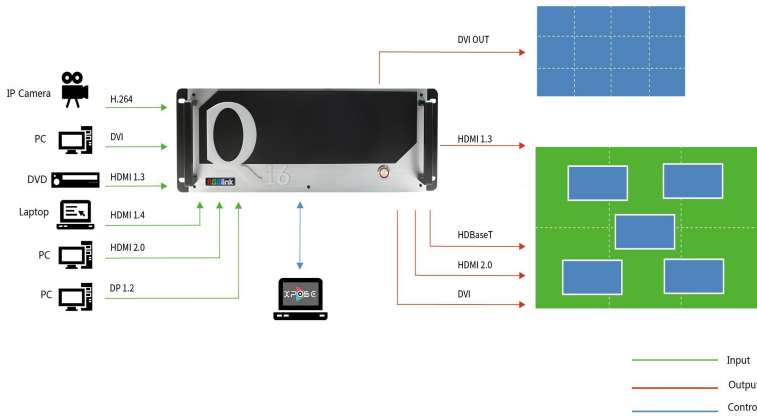 DVI OUT
IP Camera
H.264
PC
DVI
HDMI 1.3
DVD
HDMI 1.3
Laptop
HDMI 1.4
PC
HDMI 2.0
PC
DP 1.2
Q
16
RGBlink
XPOSE
HDBaseT
HDMI 2.0
DVI
Input
Output
Contro